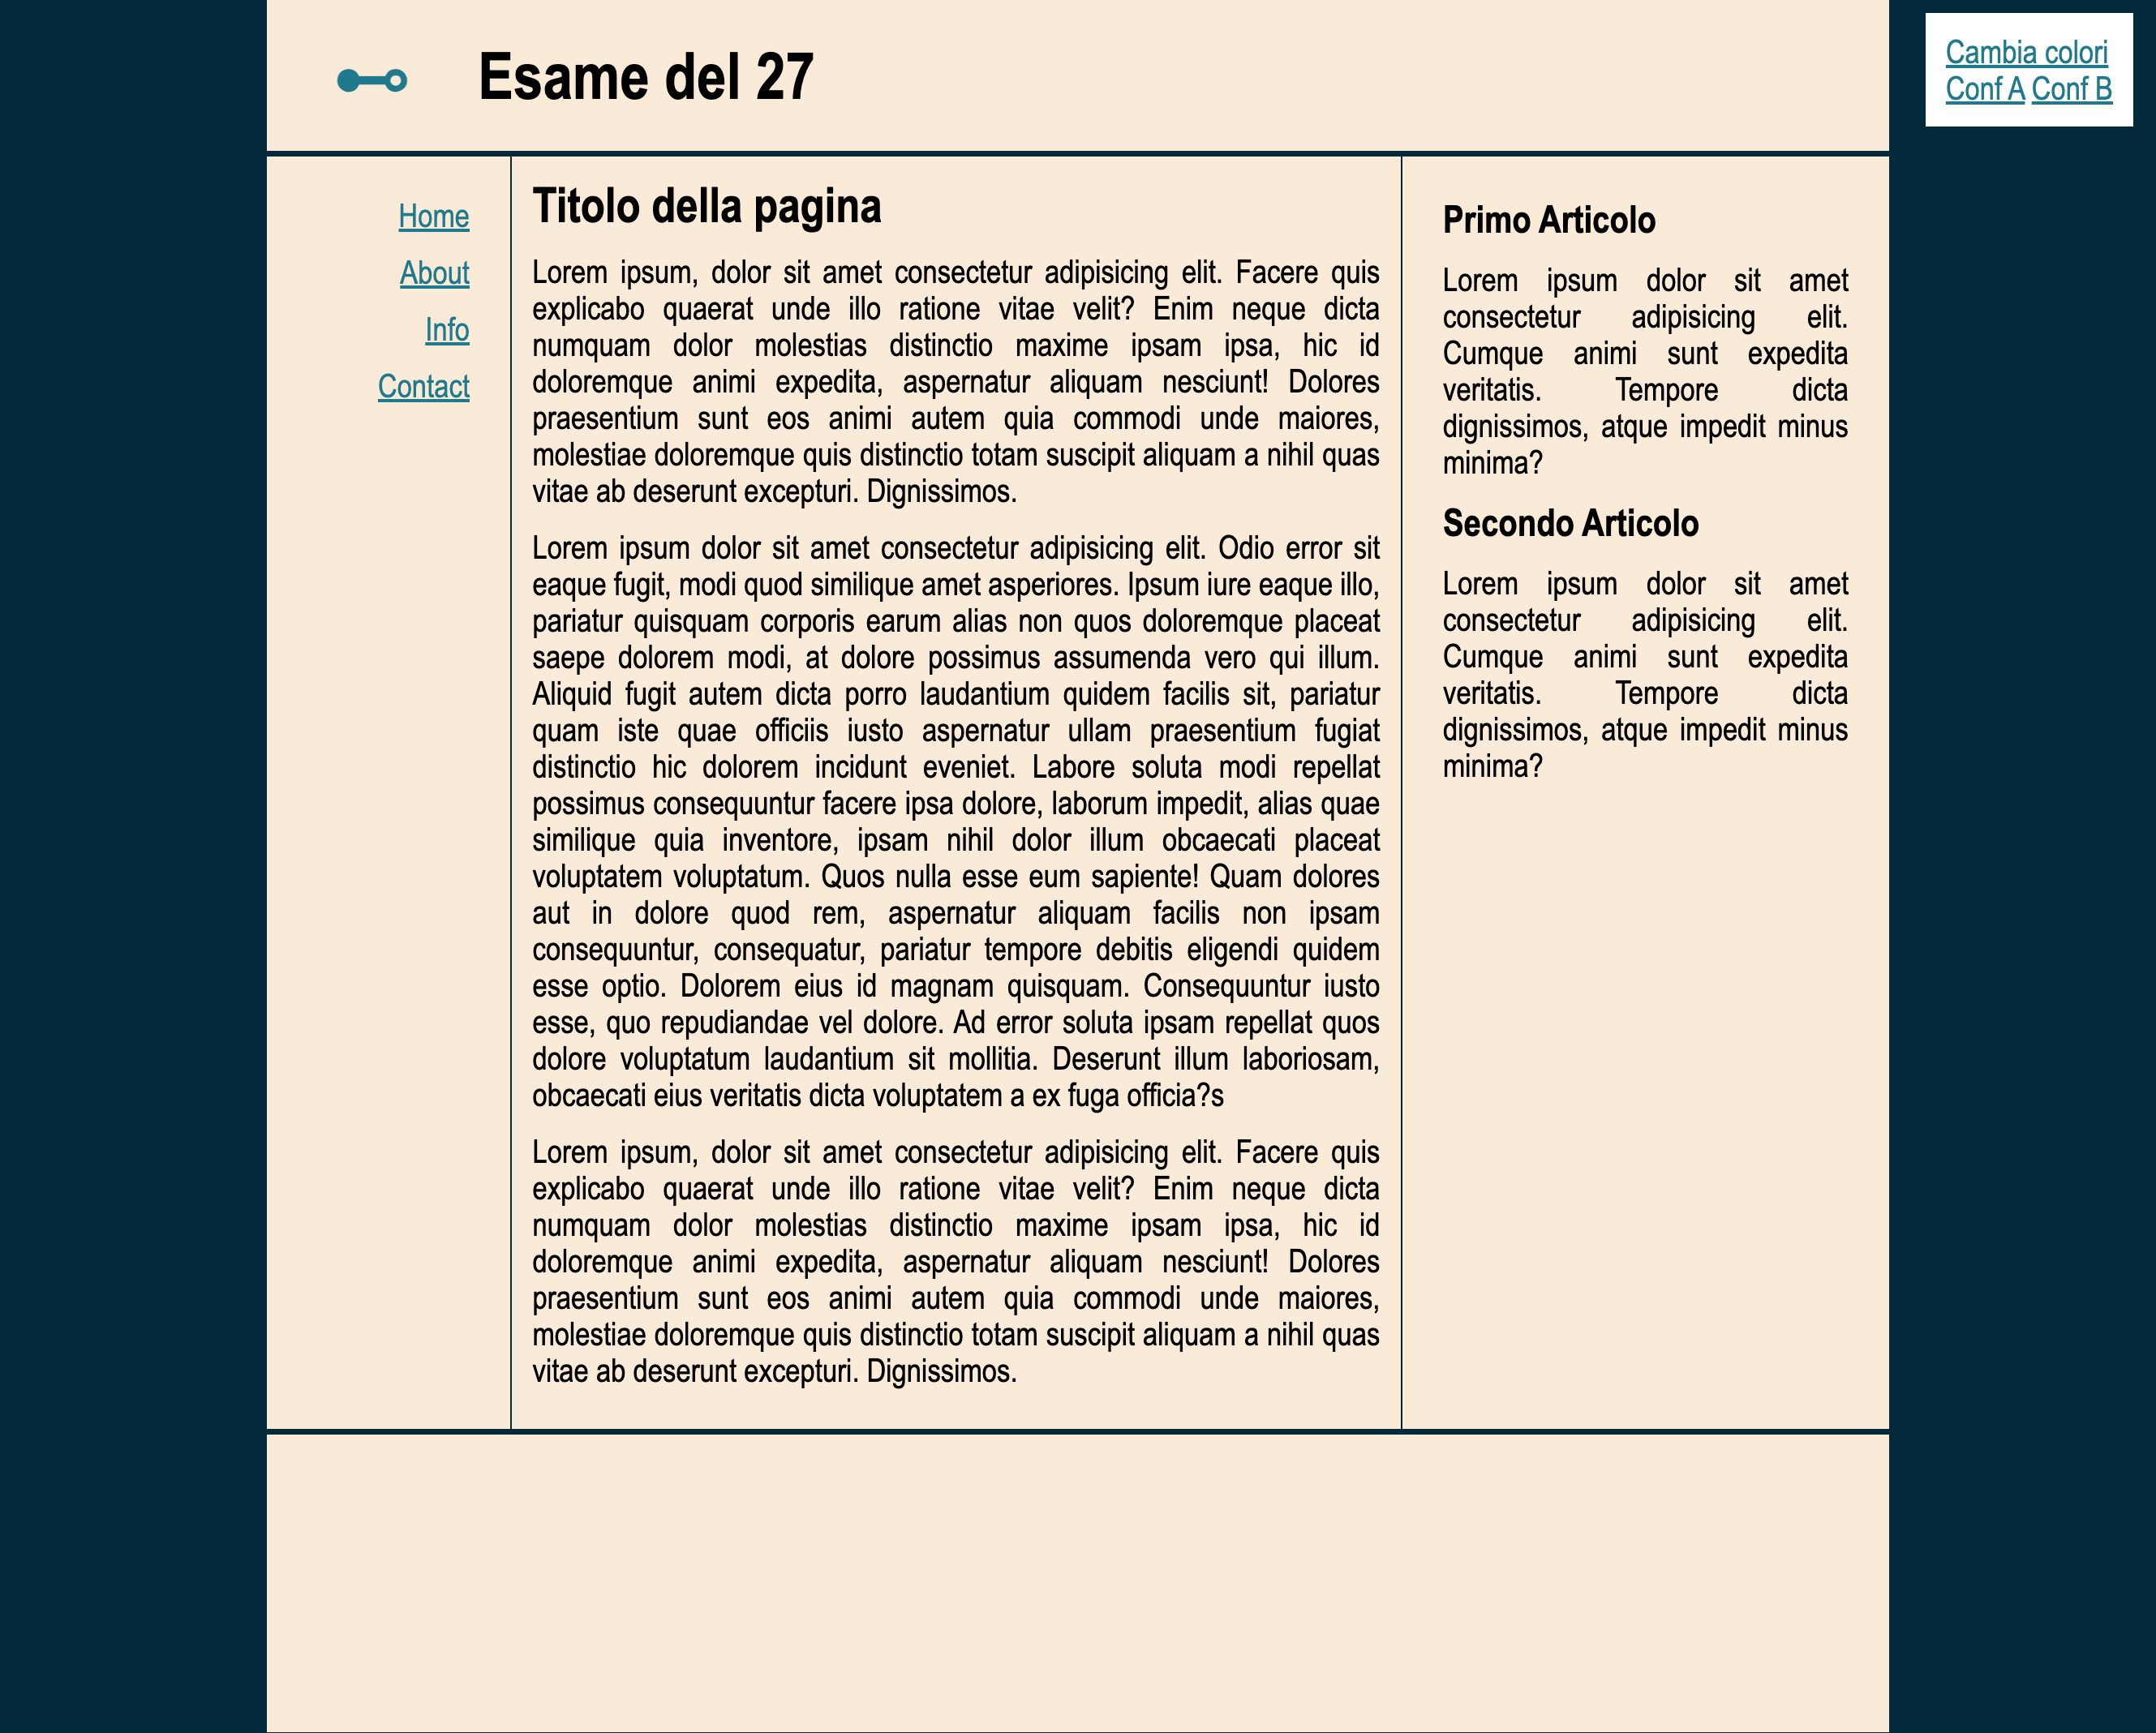 Esame del 27
Cambia colori
Conf A Conf B
Home
About
Info
Contact
Titolo della pagina
Lorem ipsum, dolor sit amet consectetur adipisicing elit. Facere quis
explicabo quaerat unde illo ratione vitae velit? Enim neque dicta
numquam dolor molestias distinctio maxime ipsam ipsa, hic id
doloremque animi expedita, aspernatur aliquam nesciunt! Dolores
praesentium sunt eos animi autem quia commodi unde maiores,
molestiae doloremque quis distinctio totam suscipit aliquam a nihil quas
vitae ab deserunt excepturi. Dignissimos.
Lorem ipsum dolor sit amet consectetur adipisicing elit. Odio error sit
eaque fugit, modi quod similique amet asperiores. Ipsum iure eaque illo,
pariatur quisquam corporis earum alias non quos doloremque placeat
saepe dolorem modi, at dolore possimus assumenda vero qui illum.
Aliquid fugit autem dicta porro laudantium quidem facilis sit, pariatur
quam iste quae officiis iusto aspernatur ullam praesentium fugiat
distinctio hic dolorem incidunt eveniet. Labore soluta modi repellat
possimus consequuntur facere ipsa dolore, laborum impedit, alias quae
similique quia inventore, ipsam nihil dolor illum obcaecati placeat
voluptatem voluptatum. Quos nulla esse eum sapiente! Quam dolores
aut in dolore quod rem, aspernatur aliquam facilis non ipsam
consequuntur, consequatur, pariatur tempore debitis eligendi quidem
esse optio. Dolorem eius id magnam quisquam. Consequuntur iusto
esse, quo repudiandae vel dolore. Ad error soluta ipsam repellat quos
dolore voluptatum laudantium sit mollitia. Deserunt illum laboriosam,
obcaecati eius veritatis dicta voluptatem a ex fuga officia?s
Lorem ipsum, dolor sit amet consectetur adipisicing elit. Facere quis
explicabo quaerat unde illo ratione vitae velit? Enim neque dicta
numquam dolor molestias distinctio maxime ipsam ipsa, hic id
doloremque animi expedita, aspernatur aliquam nesciunt! Dolores
praesentium sunt eos animi autem quia commodi unde maiores,
molestiae doloremque quis distinctio totam suscipit aliquam a nihil quas
vitae ab deserunt excepturi. Dignissimos.
Primo Articolo
Lorem ipsum dolor sit amet
consectetur adipisicing elit.
Cumque animi sunt expedita
veritatis. Tempore dicta
dignissimos, atque impedit minus
minima?
Secondo Articolo
Lorem ipsum dolor sit amet
consectetur adipisicing elit.
Cumque animi sunt expedita
veritatis. Tempore dicta
dignissimos, atque impedit minus
minima?